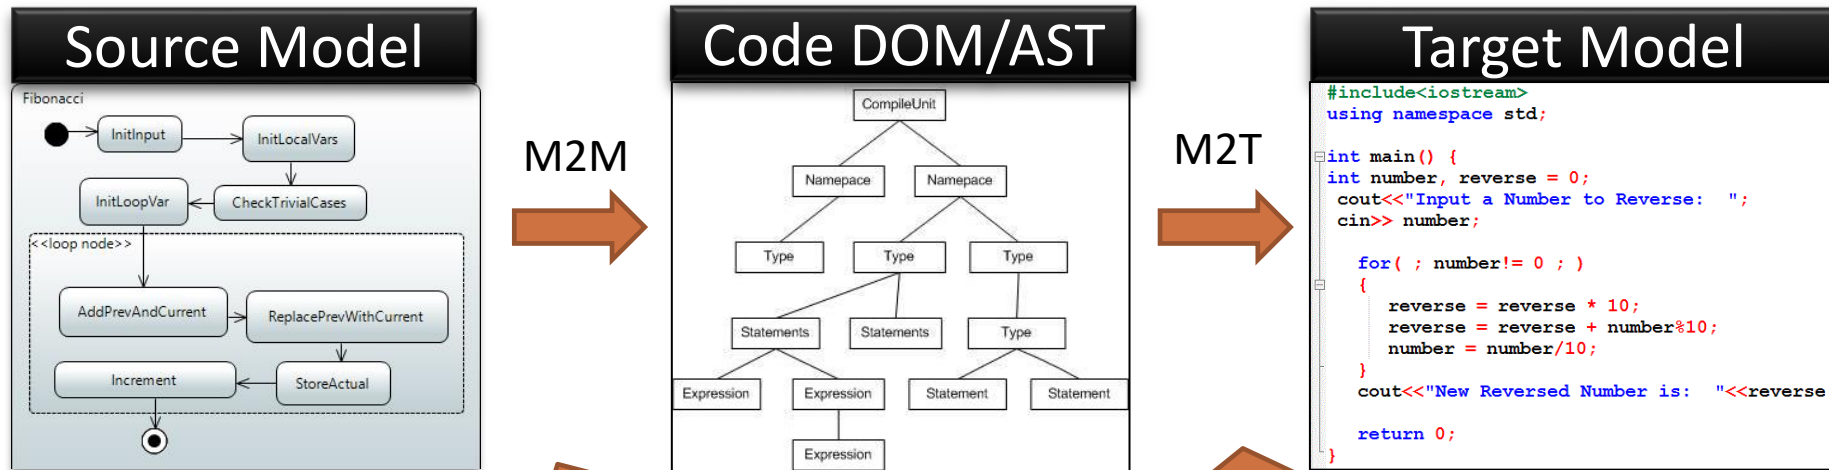 Source Model
Fibonacci
InitInput
InitLocalVars
InitLoopVar
CheckTrivialCases
<<loop node>>
AddPrevAndCurrent
ReplacePrevWithCurrent
Increment
StoreActual
M2M
Code DOM/AST
CompileUnit
Namepace
Namepace
Type
Type
Type
Statements
Statements
Type
Expression
Expression
Statement
Statement
Expression
M2T
Target Model
#include<iostream>
using namespace std;
int main() {
int number, reverse = 0;
cout<<"Input a Number to Reverse:  ";
cin>> number;
for( ; number!= 0 ; )
{
reverse = reverse * 10;
reverse = reverse + number%10;
number = number/10;
}
cout<<"New Reversed Number is:  "<<reverse
return 0;
}